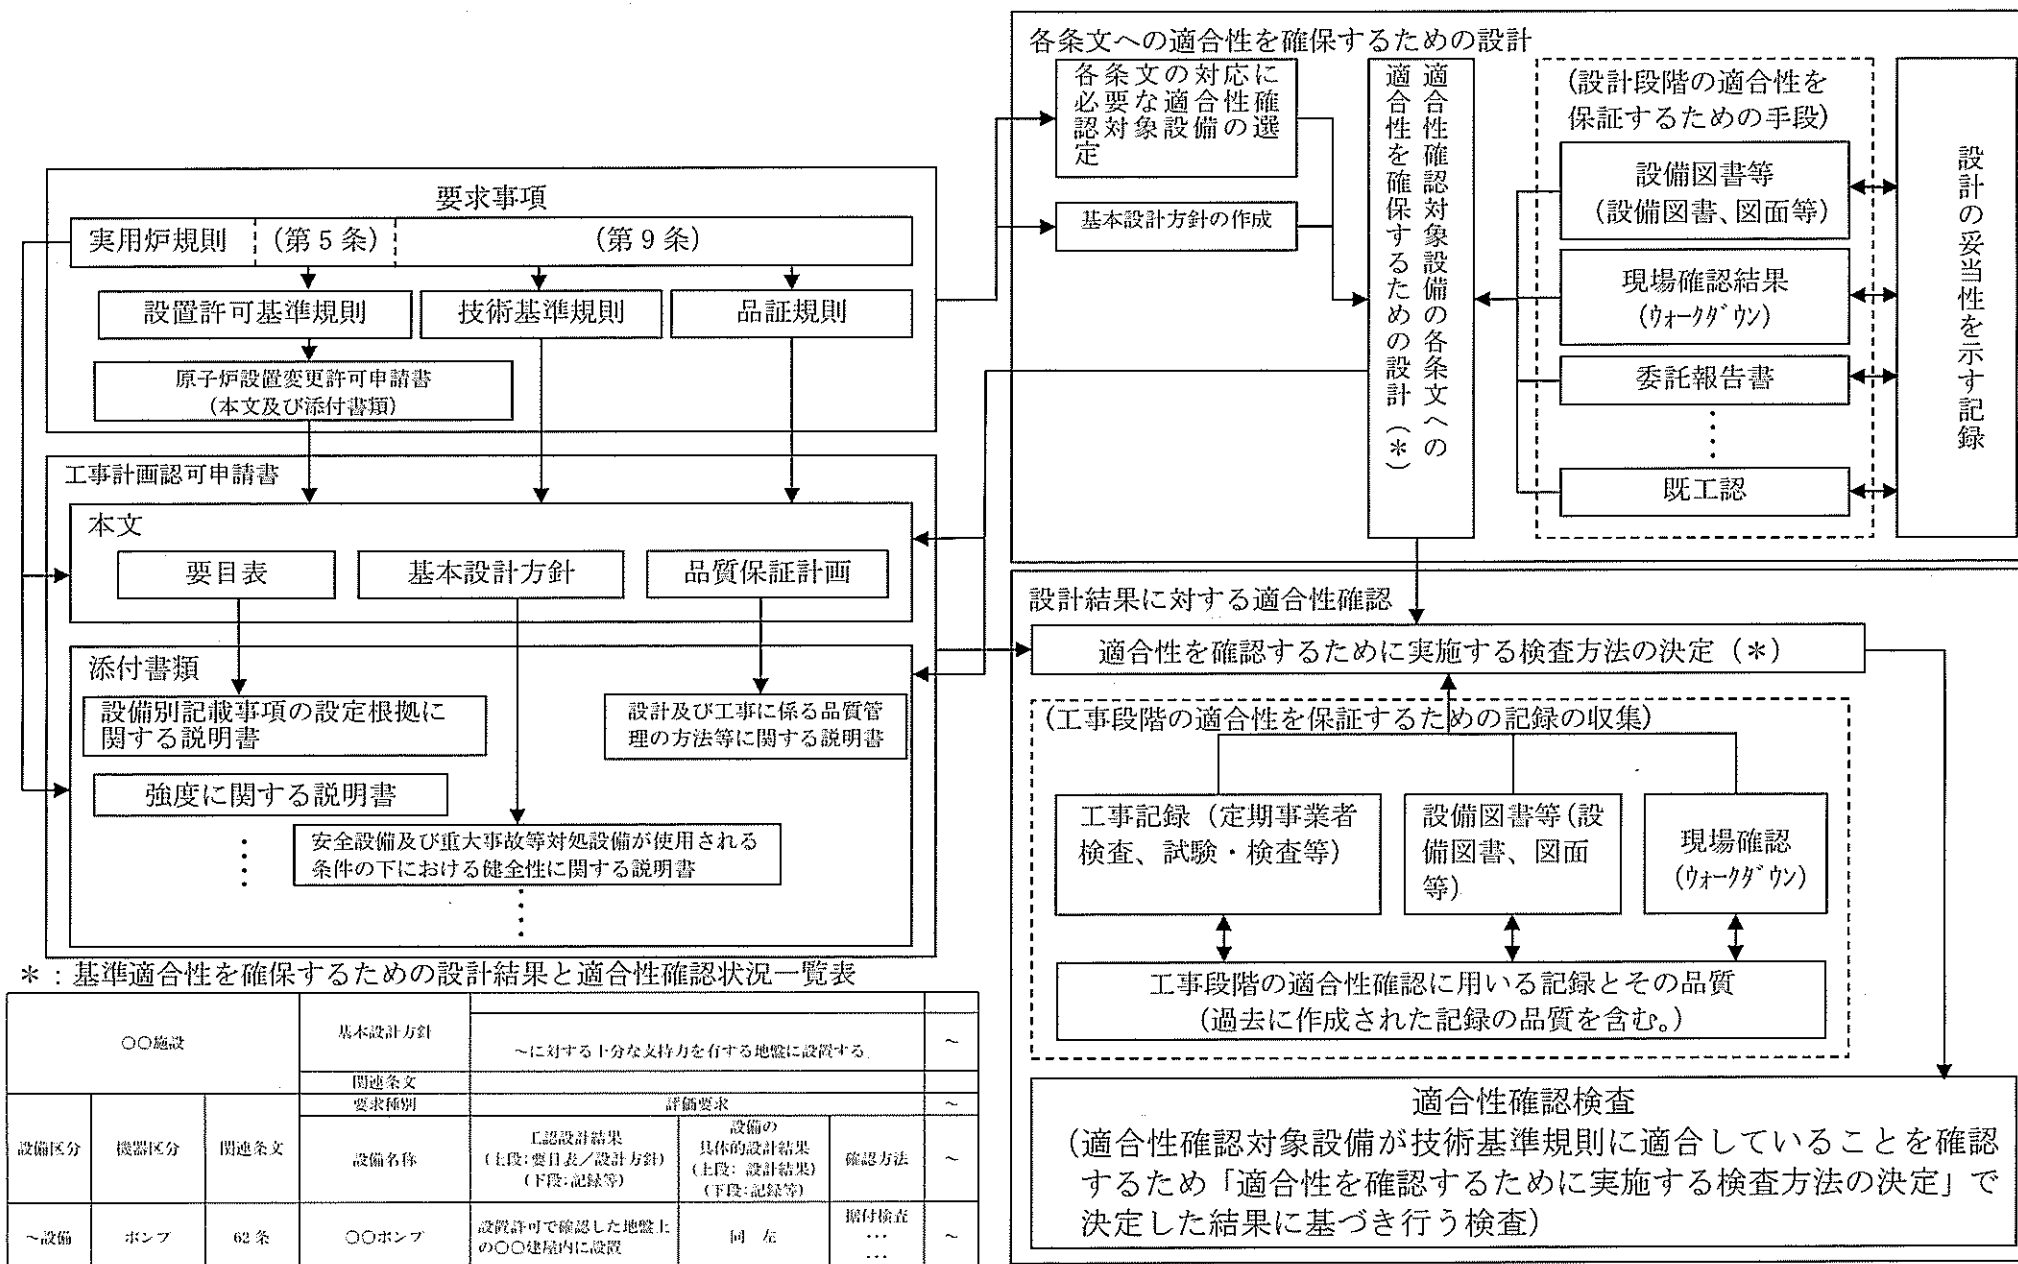 要求事項
実用炉規則
(第5条)
(第9条)
設置許可基準規則
技術基準規則
品証規則
原子炉設置変更許可申請書
(本文及び添付書類)
工事計画認可申請書
本文
要目表
基本設計方針
品質保証計画
添付書類
設備別記載事項の設定根拠に
関する説明書
設計及び工事に係る品質管
理の方法等に関する説明書
強度に関する説明書
安全設備及び重大事故等対処設備が使用される
条件の下における健全性に関する説明書
各条文への適合性を確保するための設計
各条文の対応に
必要な適合性確
認対象設備の選
定
基本設計方針の作成
適合性確認対象設備の各条文への
適合性を確保するための設計(*)
(設計段階の適合性を
保証するための手段)
設備図書等
(設備図書、図面等)
現場確認結果
(ウォークダウン)
委託報告書
既工認
設計の妥当性を示す記録
設計結果に対する適合性確認
適合性を確認するために実施する検査方法の決定(*)
(工事段階の適合性を保証するための記録の収集)
工事記録(定期事業者
検査、試験・検査等)
設備図書等(設
備図書、図面
等)
現場確認
(ウォークダウン)
工事段階の適合性確認に用いる記録とその品質
(過去に作成された記録の品質を含む。)
適合性確認検査
(適合性確認対象設備が技術基準規則に適合していることを確認
するため「適合性を確認するために実施する検査方法の決定」で
決定した結果に基づき行う検査)
*:基準適合性を確保するための設計結果と適合性確認状況一覧表
〇〇施設
基本設計方針
~に対する十分な支持力を有する地盤に設置する
~
関連条文
要求種別
評価要求
~
設備区分
機器区分
関連条文
設備名称
工認設計結果
(上段:要目表/設計方針)
(下段:記録等)
設備の
具体的設計結果
(上段:設計結果)
(下段:記録等)
確認方法
~
~設備
ポンプ
62条
〇〇ポンプ
設置許可で確認した地盤上
の〇〇建屋内に設置
同 左
据付検査
…
…
~